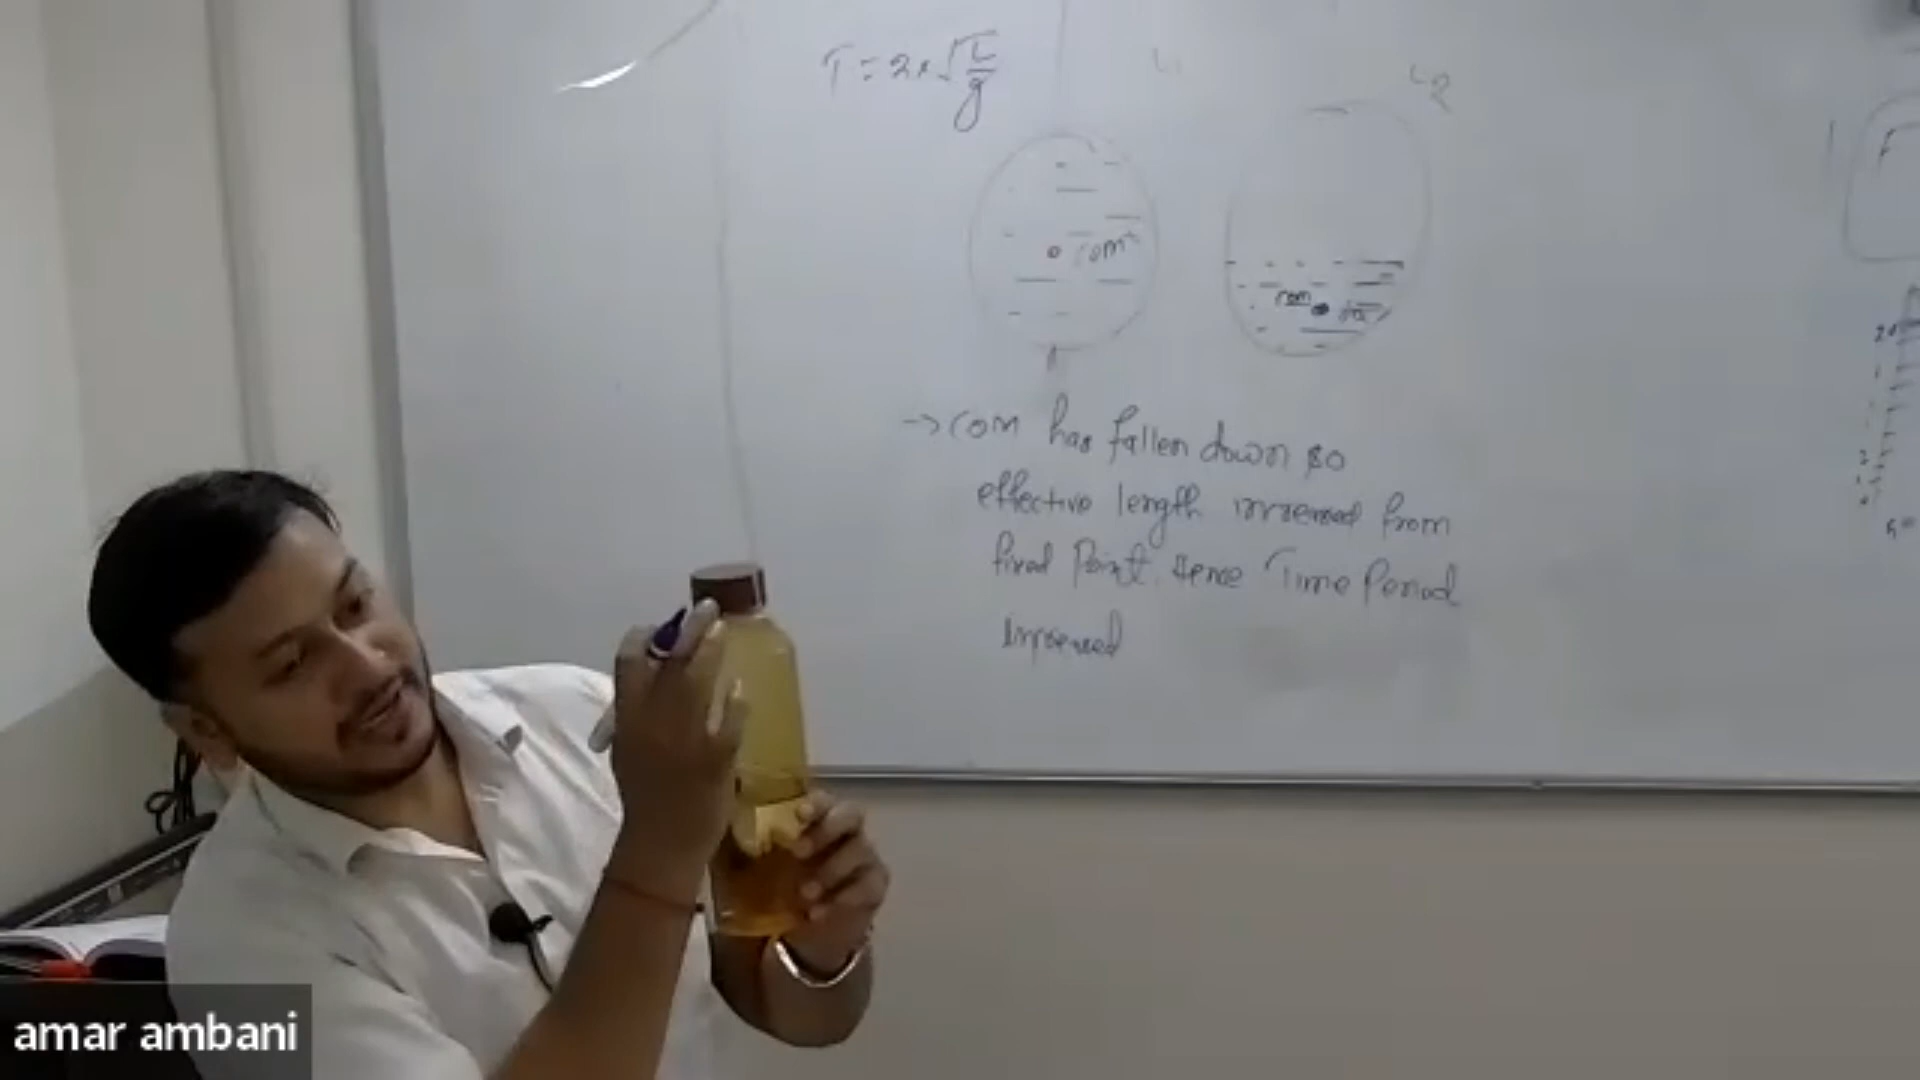 T = 2π√L/g
L2
com
com
→ com has fallen down so
effective length increased from
fixed Point. Hence Time Period
increased
amar ambani